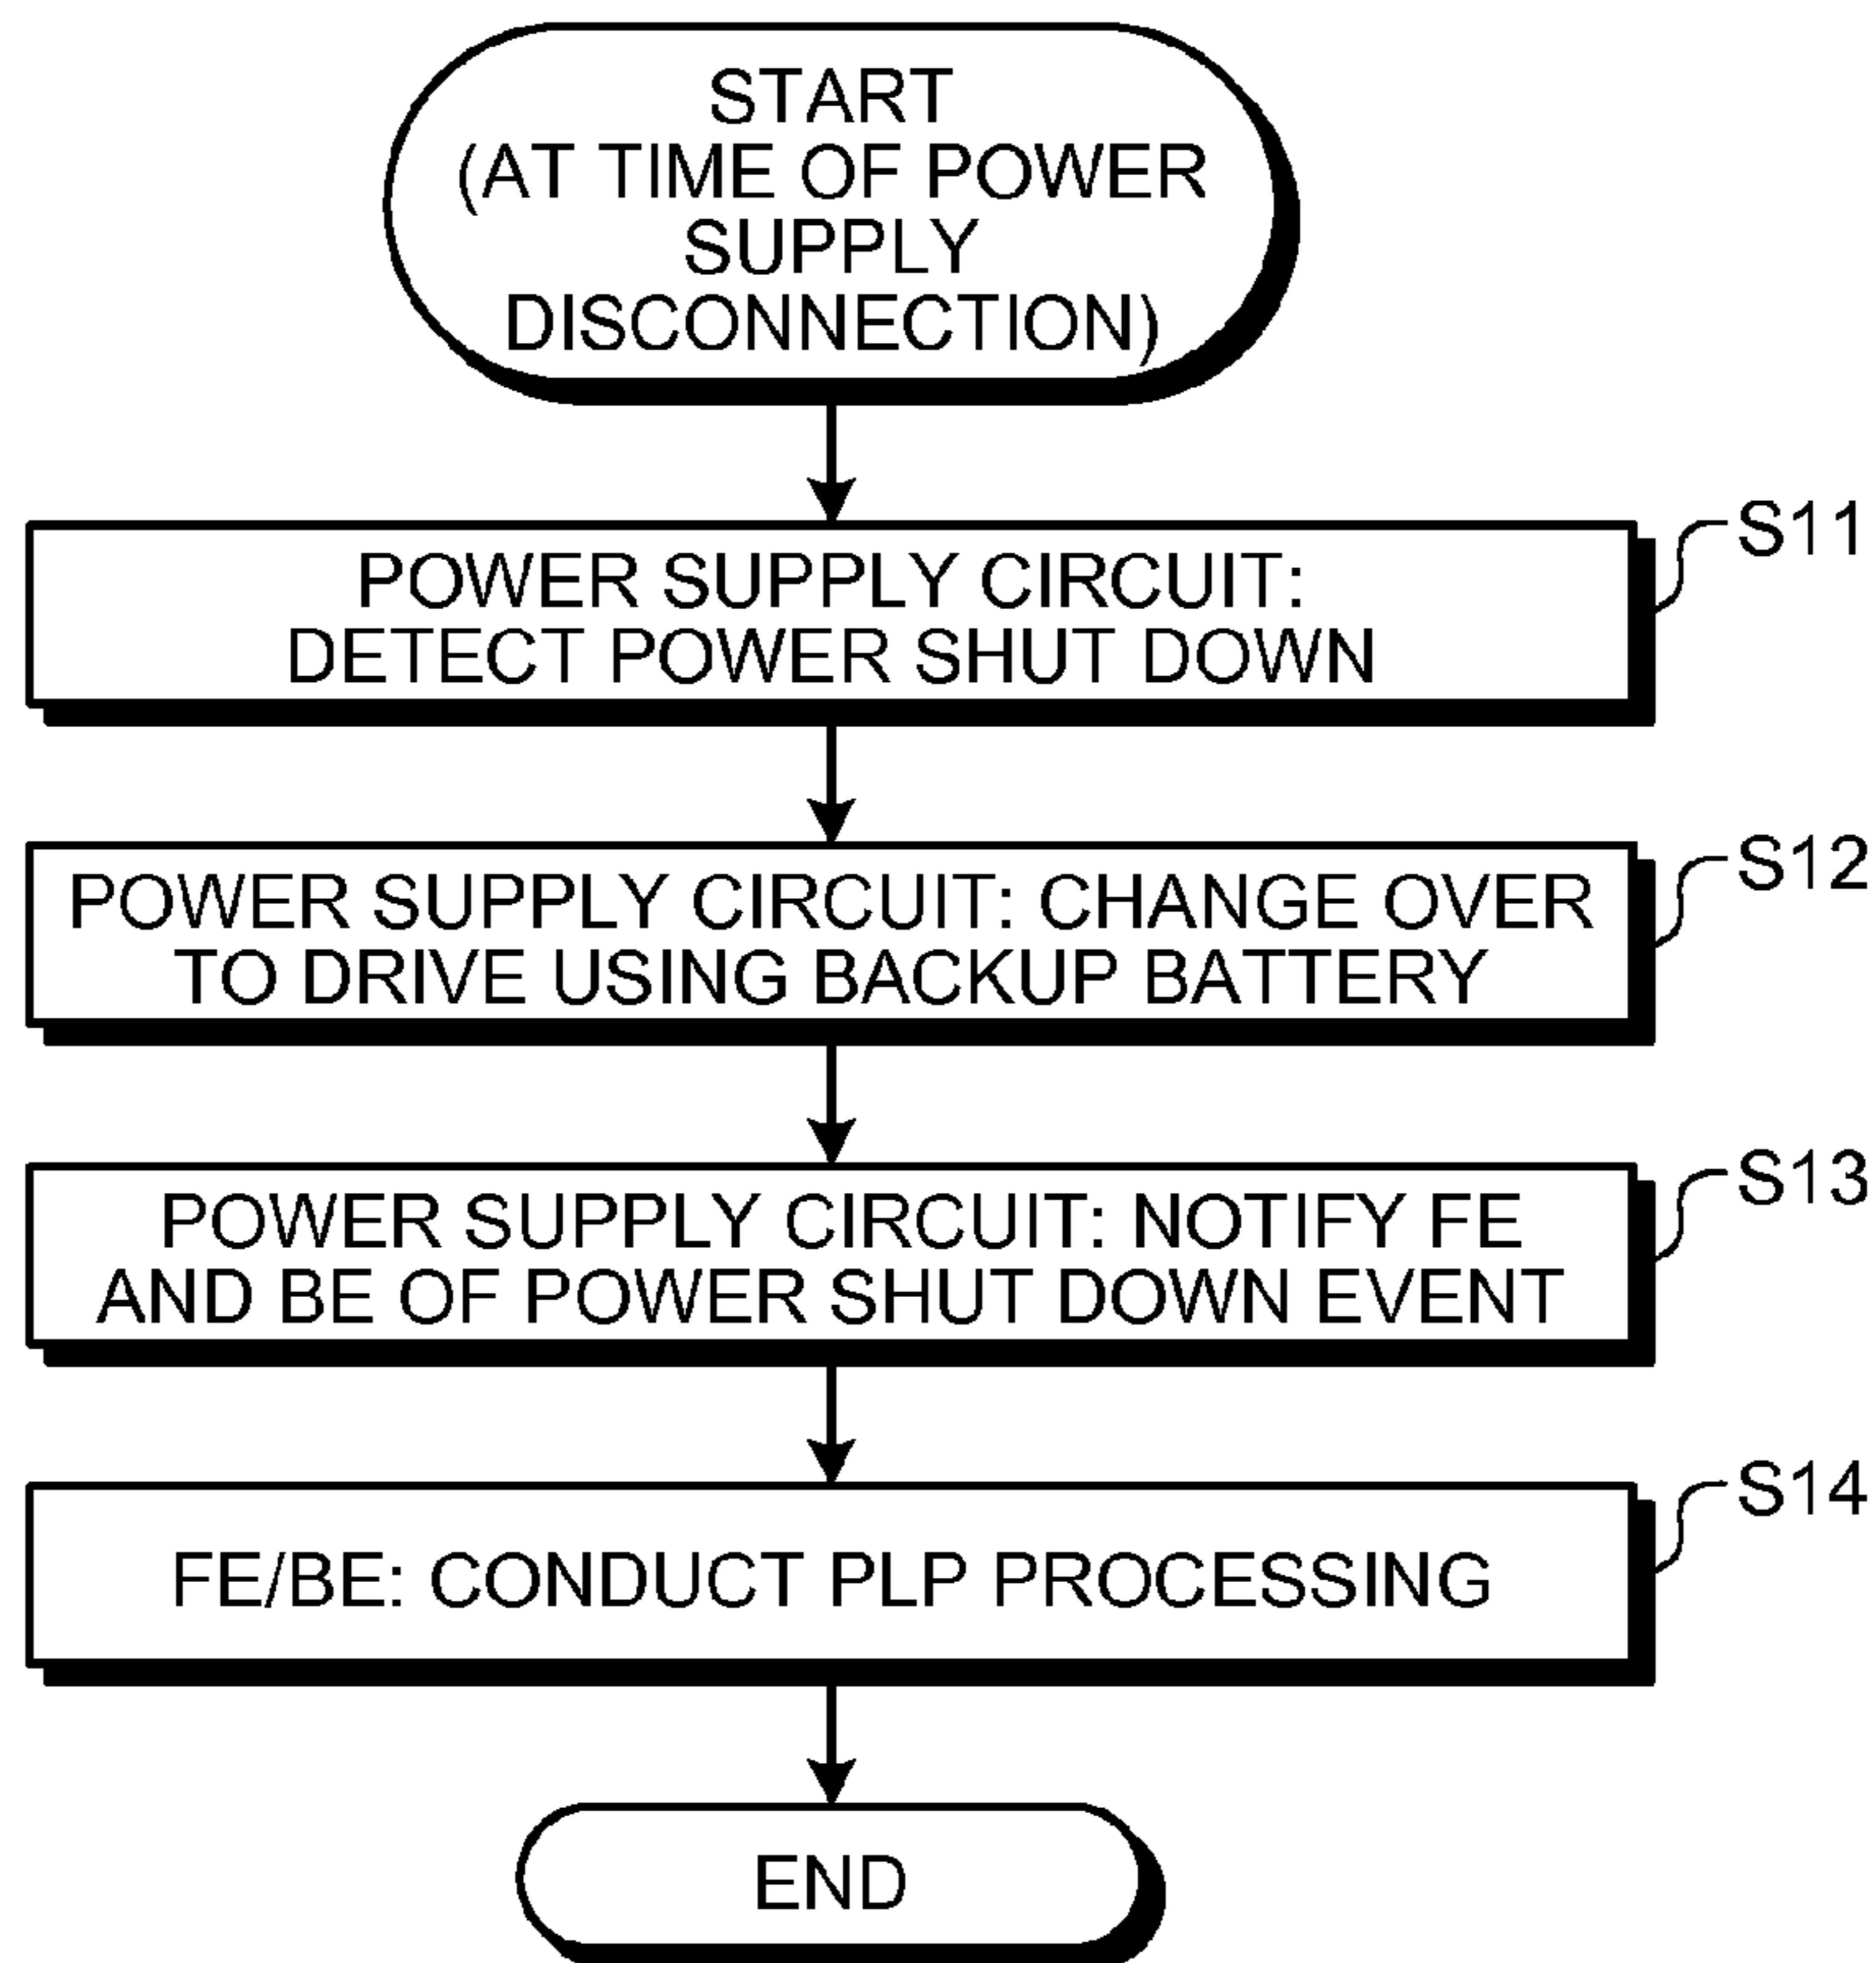 START
(AT TIME OF POWER
SUPPLY
DISCONNECTION)
S11
POWER SUPPLY CIRCUIT:
DETECT POWER SHUT DOWN
S12
POWER SUPPLY CIRCUIT: CHANGE OVER
TO DRIVE USING BACKUP BATTERY
S13
POWER SUPPLY CIRCUIT: NOTIFY FE
AND BE OF POWER SHUT DOWN EVENT
S14
FE/BE: CONDUCT PLP PROCESSING
END